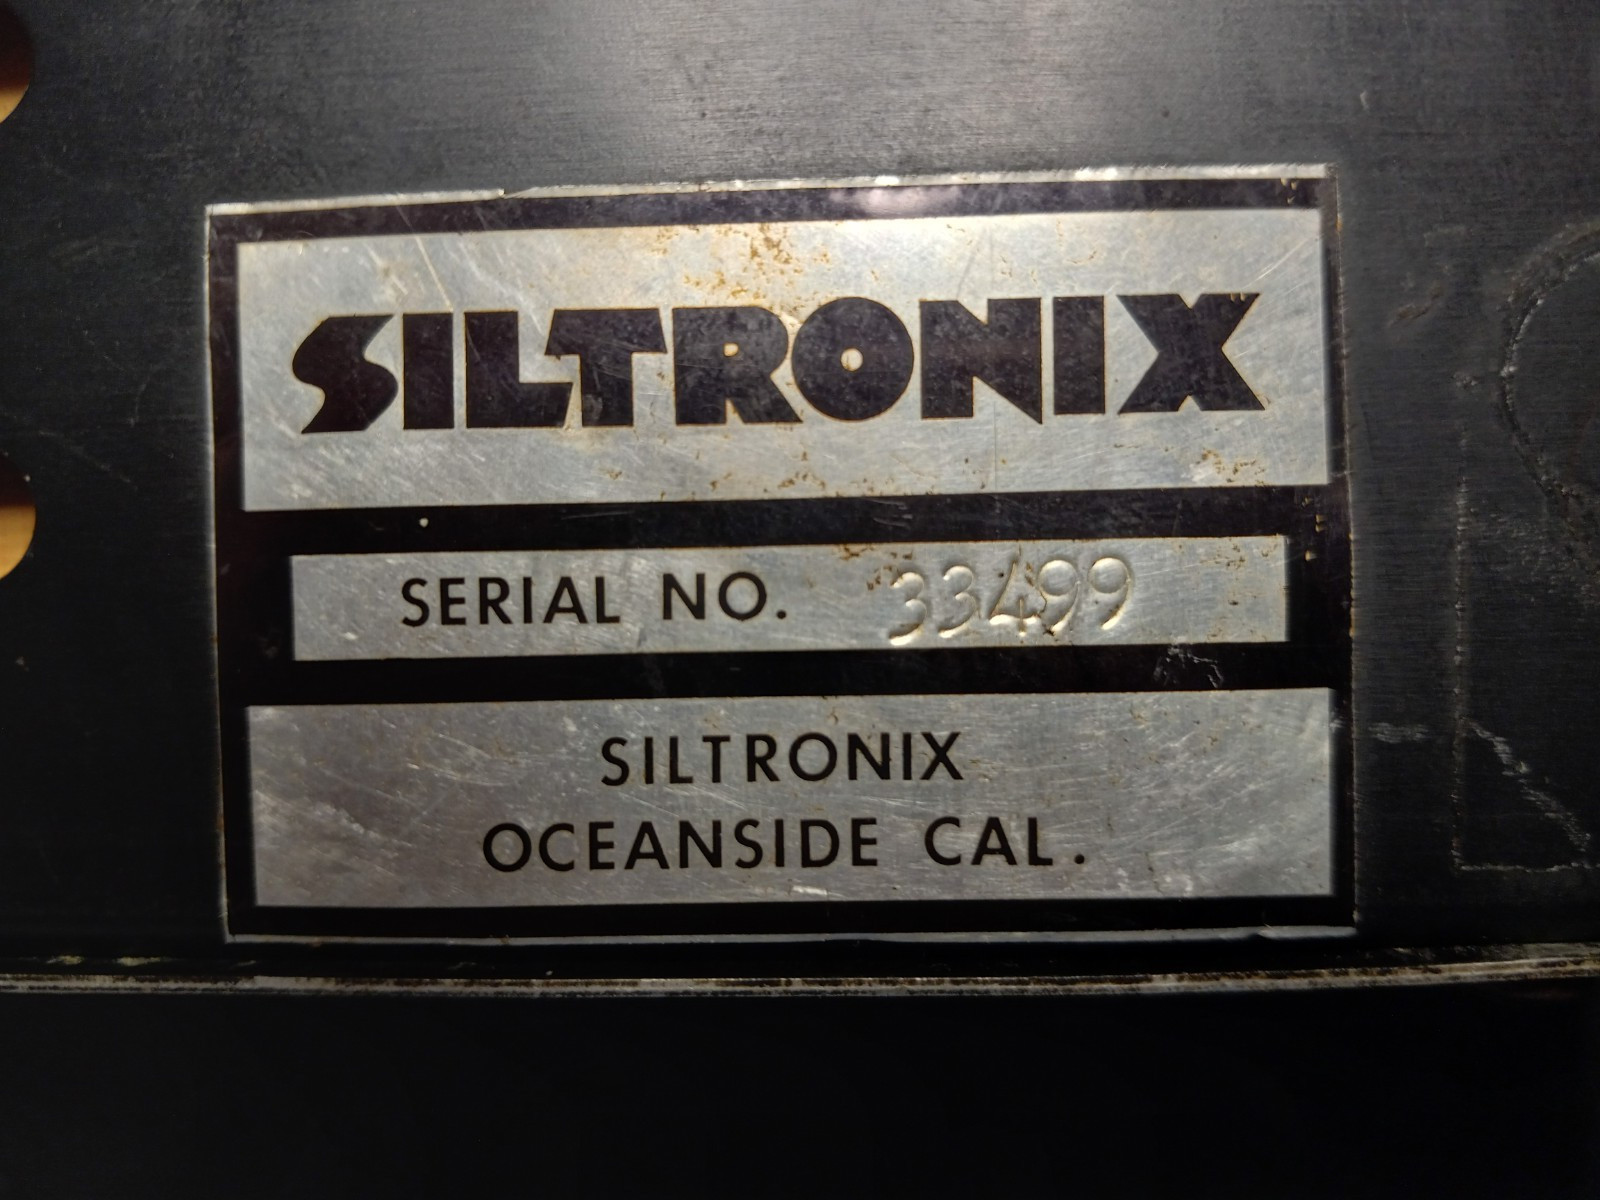 SILTRONIX
SERIAL NO. 33499
SILTRONIX
OCEANSIDE CAL.